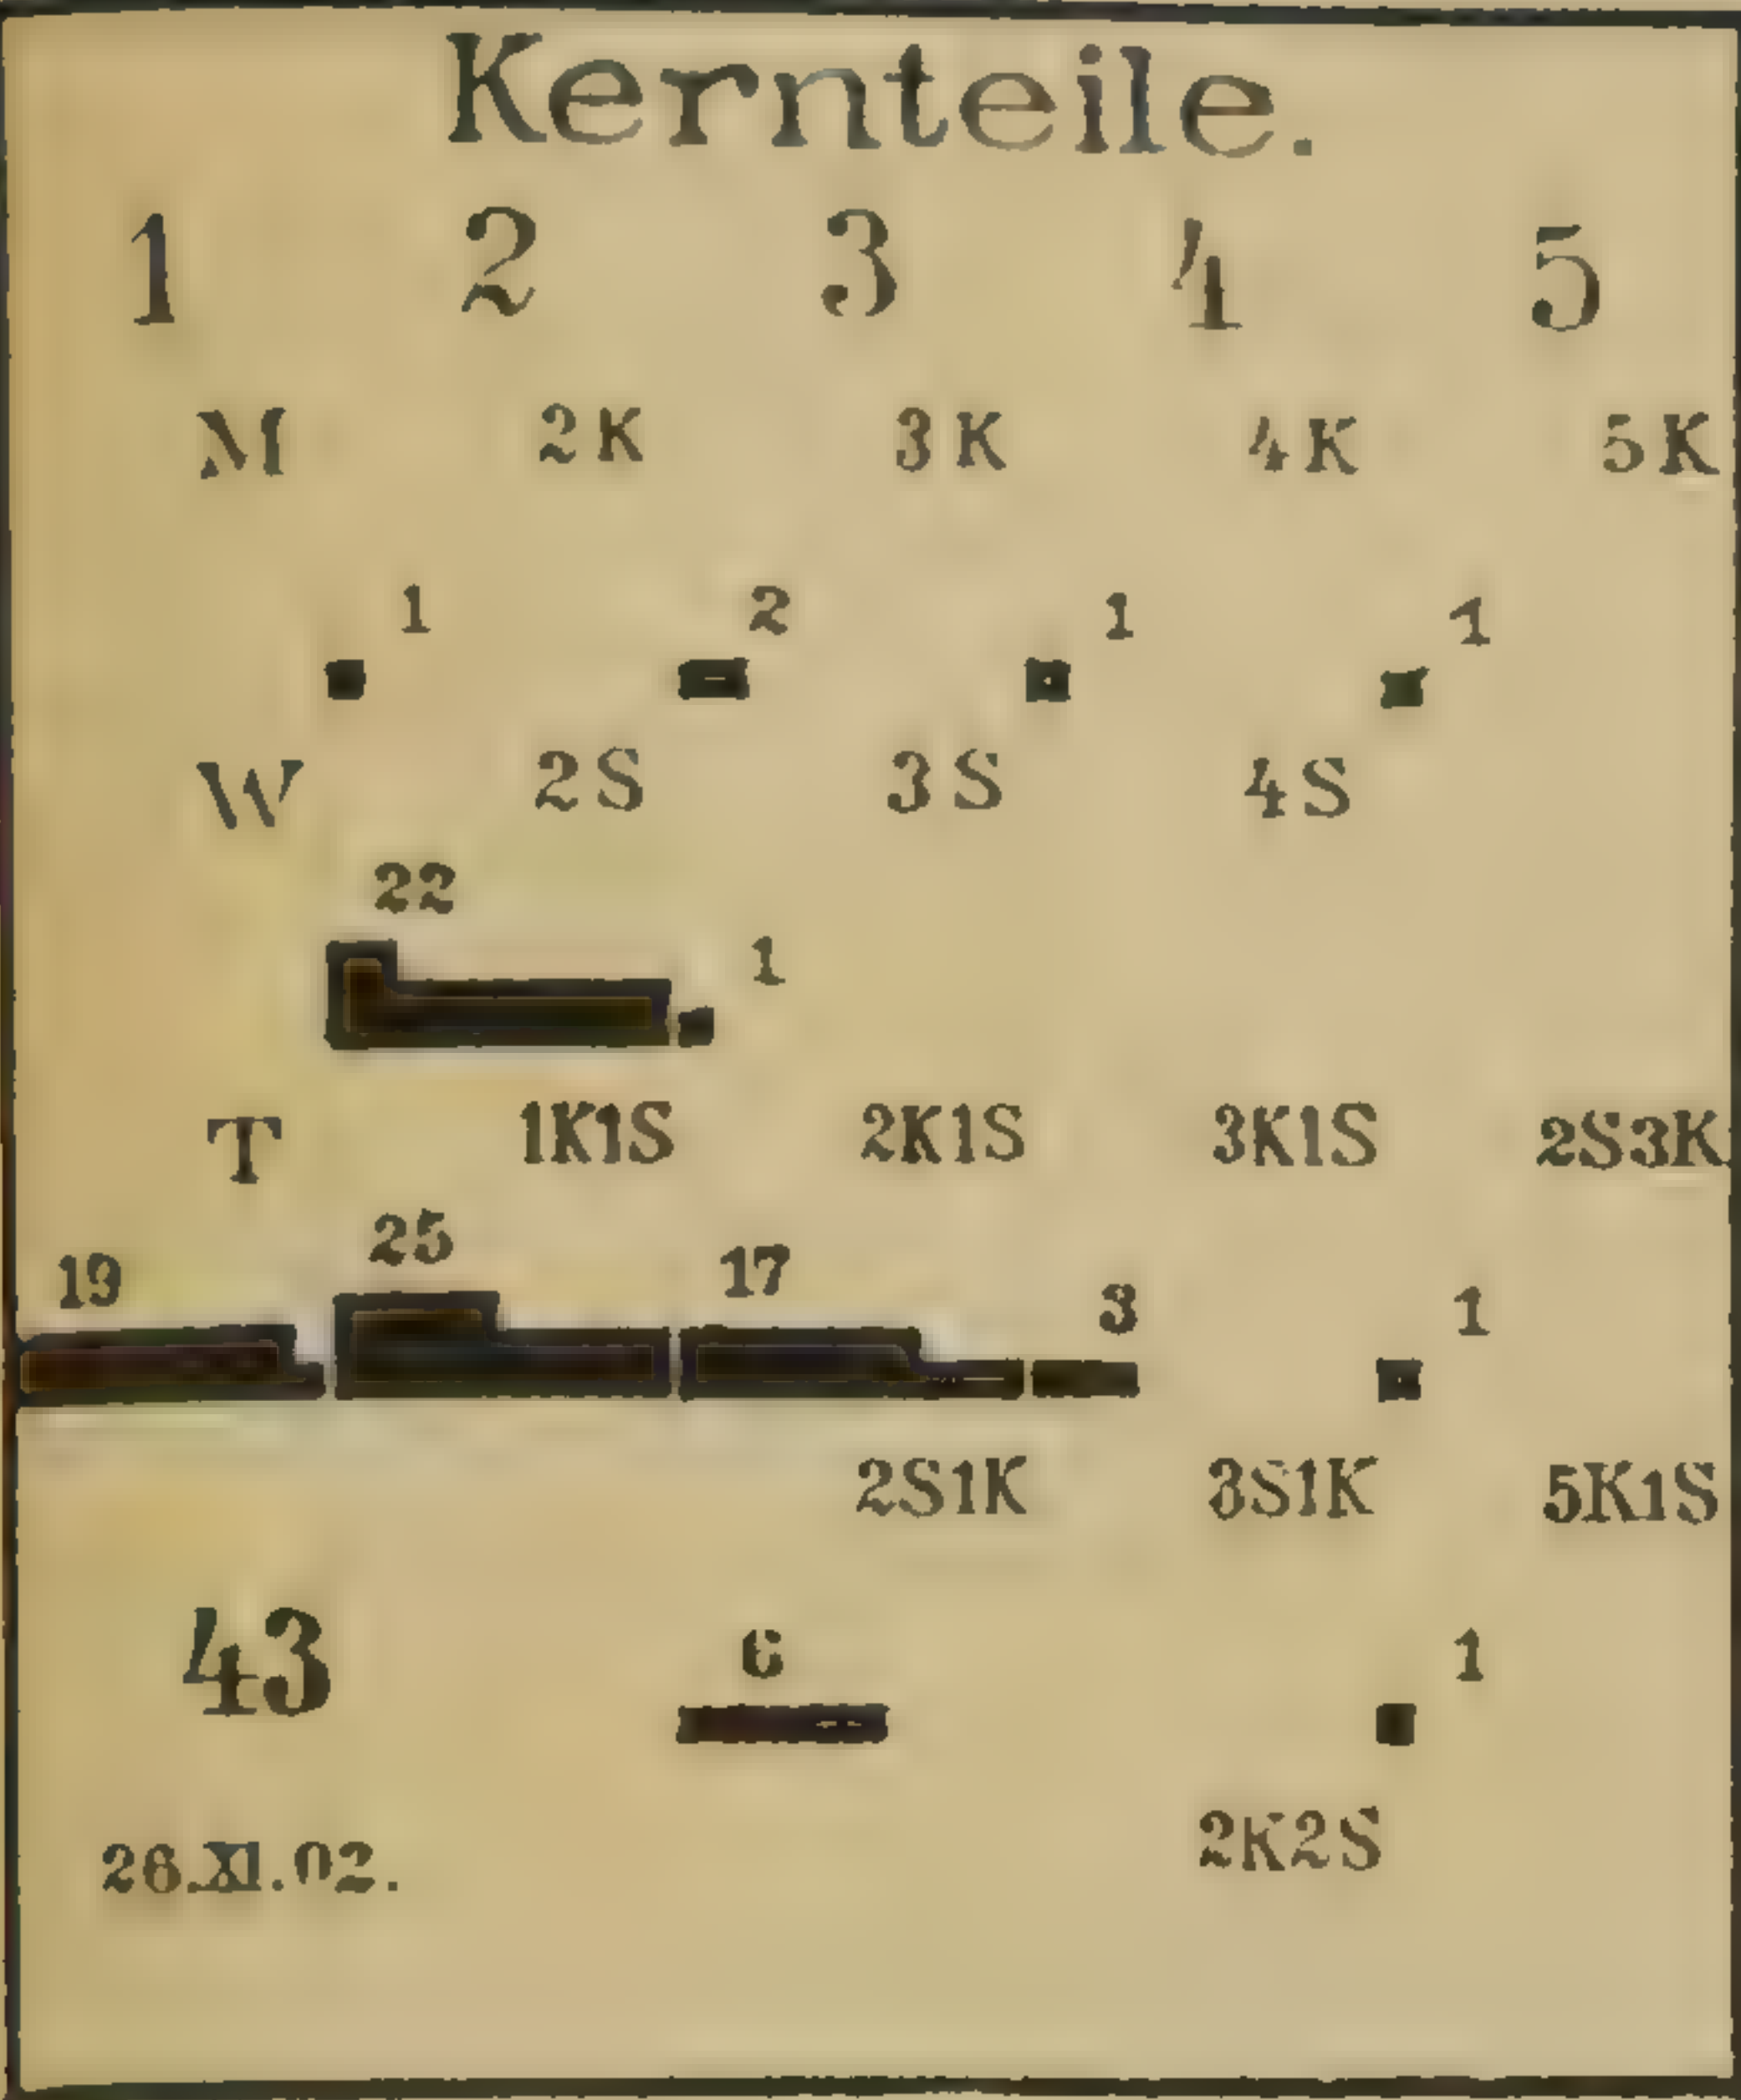 Kernteile.
1 2 3 4 5
M 2K 3K 4K 5K
1 2 1 1
W 2S 3S 4S
22
1
T 1K1S 2K1S 3K1S 2S3K
19 25 17 3 1
2S1K 3S1K 5K1S
43 6 1
26.XI.02. 2K2S